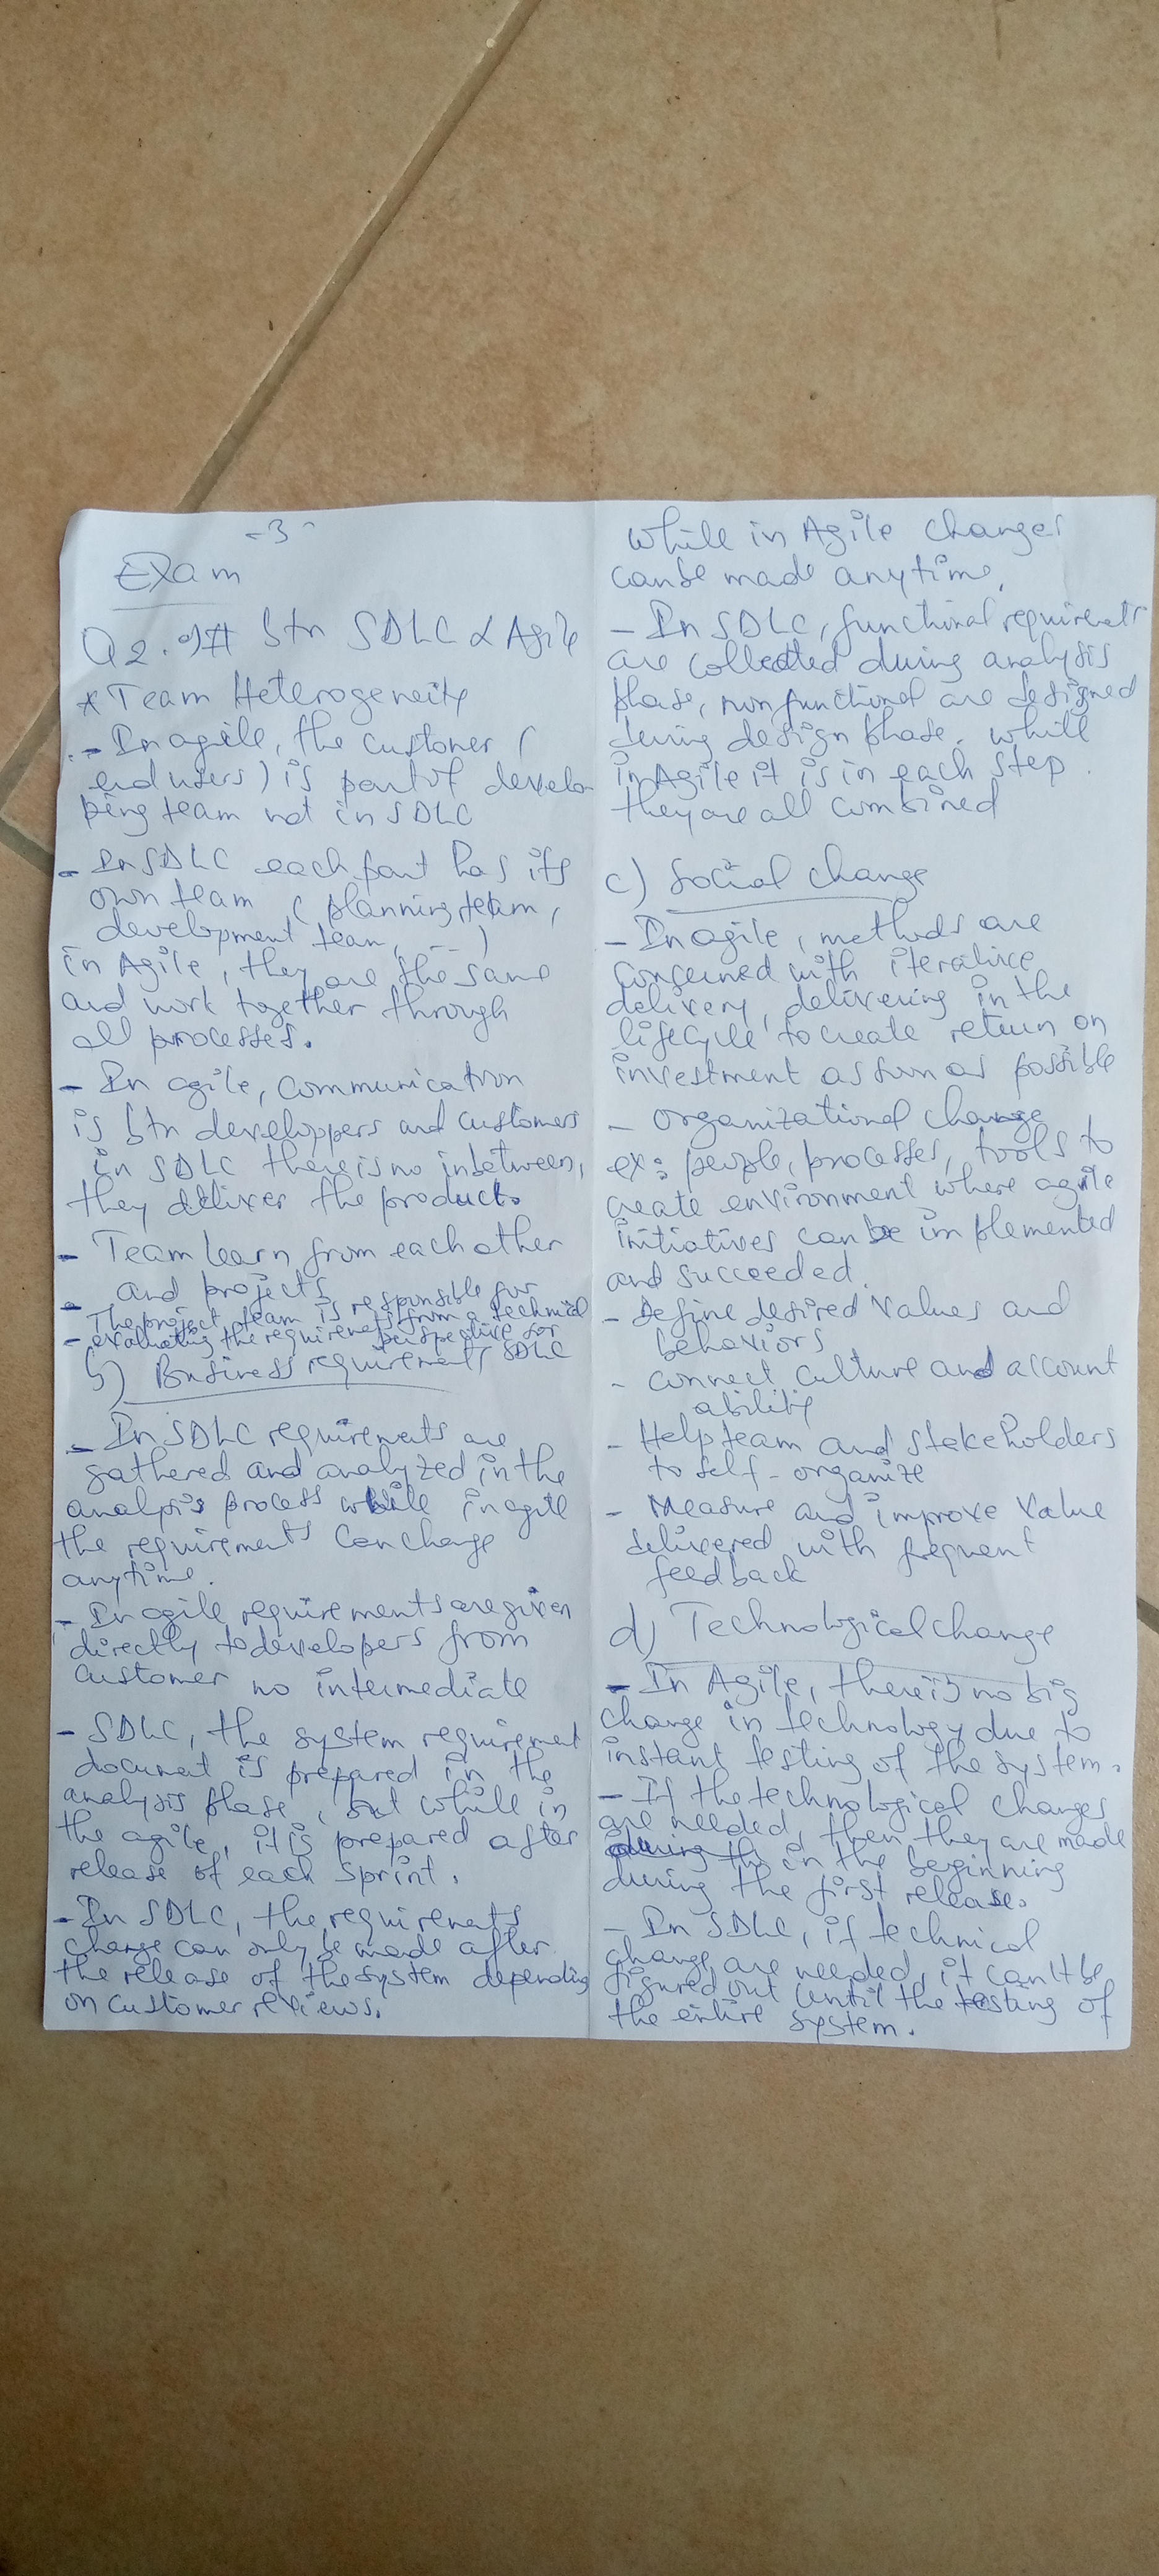 -3-
Exam
Q2. # btn SDLC & Agile
* Team Heterogeneity
- In agile, the customer (
end users) is part of develo-
ping team not in SDLC
- In SDLC each part has its
own team (planning team,
development team, ---)
in Agile, they are the same
and work together through
all processes.
- In agile, communication
is btn developpers and customers
in SDLC there is no inbetween,
they deliver the product.
- Team learn from each other
and projects
- The project team is responsible for
- evaluating the requirements from a technical
perspective for
SDLC
b) Business requirements
- In SDLC requirements are
gathered and analyzed in the
analysis process while in agile
the requirements can change
anytime.
- In agile requirements are given
directly to developers from
customer no intermediate
- SDLC, the system requirement
document is prepared in the
analysis phase, but while in
the agile, it is prepared after
release of each sprint.
- In SDLC, the requirements
change can only be made after
the release of the system depending
on customer reviews.
while in Agile changes
can be made anytime.
- In SDLC, functional requirements
are collected during analysis
phase, non functional are designed
during design phase. while
in Agile it is in each step.
they are all combined
c) Social change
- In agile, methods are
concerned with iterative
delivery, delivering in the
lifecycle to create return on
investment as soon as possible
- Organizational change
ex: people, processes, tools to
create environment where agile
initiatives can be implemented
and succeeded.
- Define desired values and
behaviors
- connect culture and account
ability
- Help team and stakeholders
to self-organize
- Measure and improve value
delivered with frequent
feedback
d) Technological change
- In Agile, there is no big
change in technology due to
instant testing of the system.
- If the technological changes
are needed, then they are made
in the beginning
during the first release.
- In SDLC, if technical
change are needed, it can't be
figured out until the testing of
the entire system.